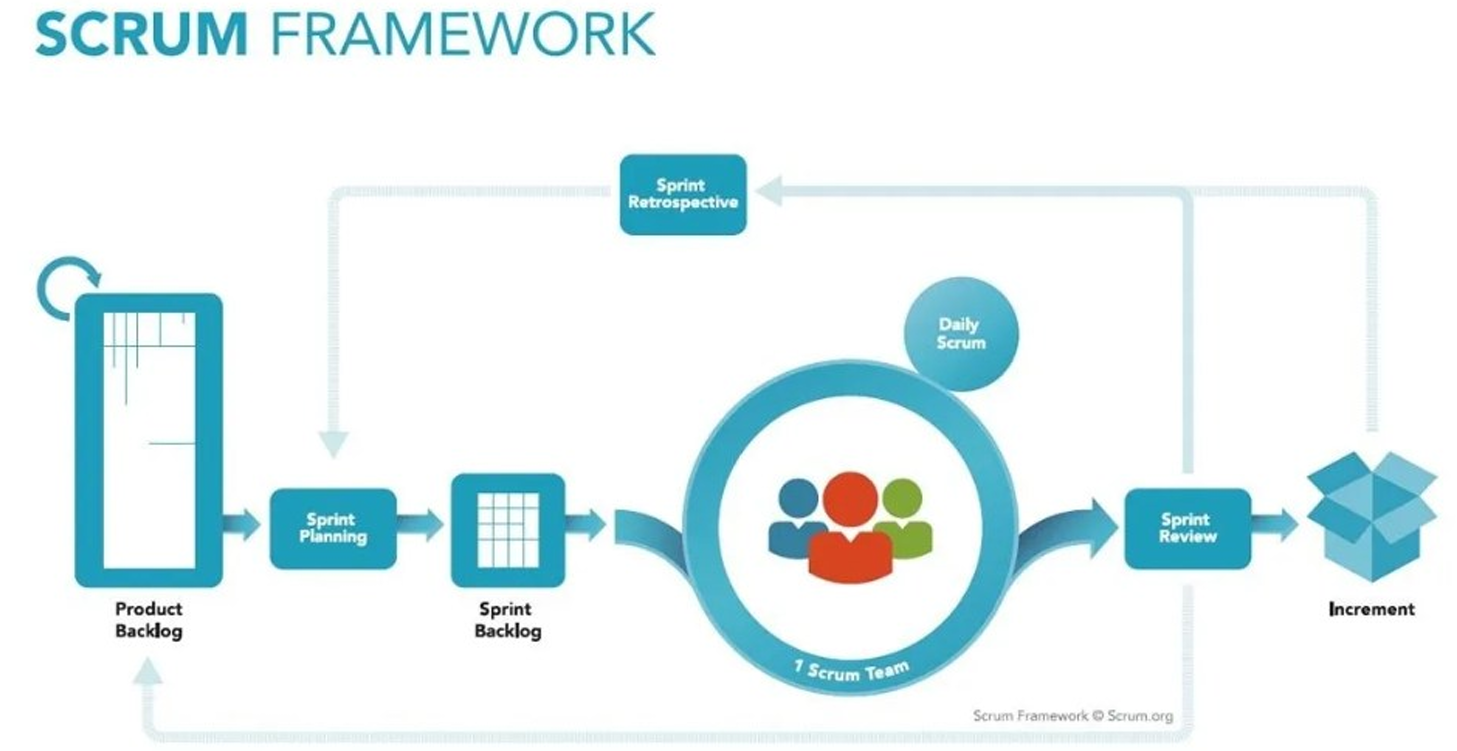 SCRUM FRAMEWORK
Sprint
Retrospective
Daily
Scrum
Sprint
Planning
Sprint
Review
Product
Backlog
Sprint
Backlog
Increment
1 Scrum Team
Scrum Framework © Scrum.org